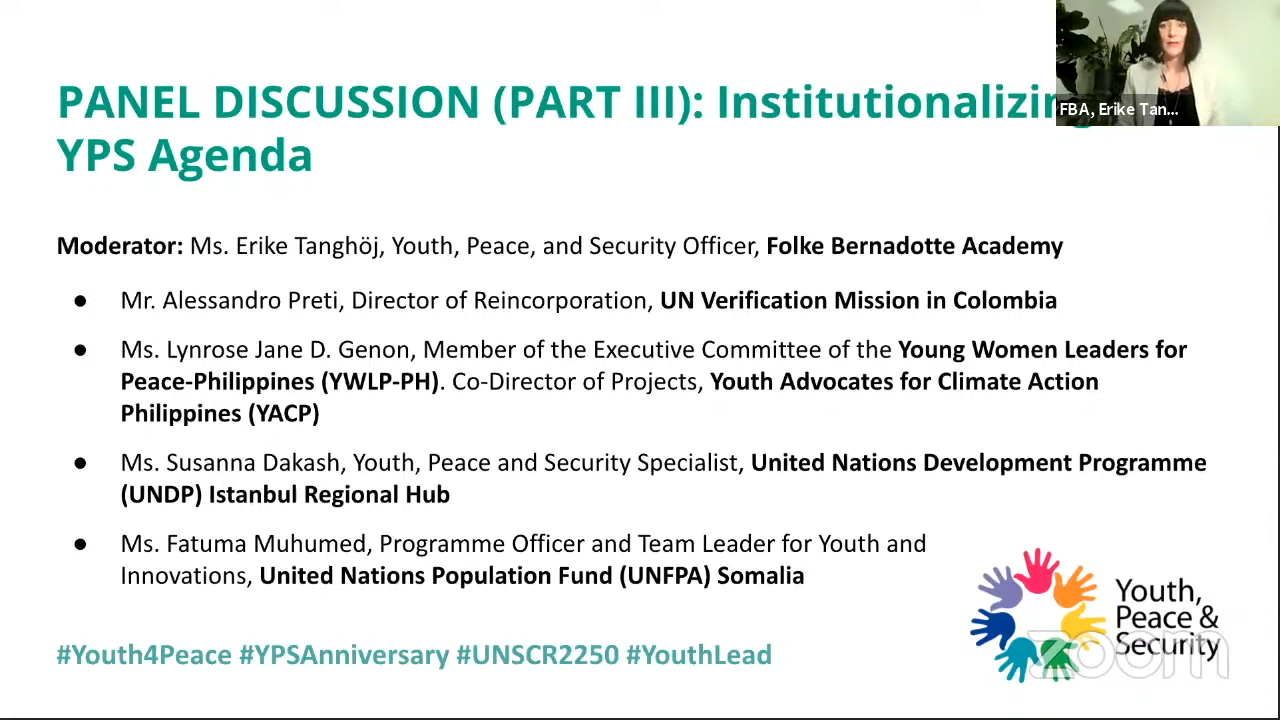 PANEL DISCUSSION (PART III): Institutionalizing
YPS Agenda
FBA, Erike Tan...
Moderator: Ms. Erike Tanghöj, Youth, Peace, and Security Officer, Folke Bernadotte Academy
● Mr. Alessandro Preti, Director of Reincorporation, UN Verification Mission in Colombia
● Ms. Lynrose Jane D. Genon, Member of the Executive Committee of the Young Women Leaders for
Peace-Philippines (YWLP-PH). Co-Director of Projects, Youth Advocates for Climate Action
Philippines (YACP)
● Ms. Susanna Dakash, Youth, Peace and Security Specialist, United Nations Development Programme
(UNDP) Istanbul Regional Hub
● Ms. Fatuma Muhumed, Programme Officer and Team Leader for Youth and
Innovations, United Nations Population Fund (UNFPA) Somalia
Youth,
Peace &
Security
zoom
#Youth4Peace #YPSAnniversary #UNSCR2250 #YouthLead